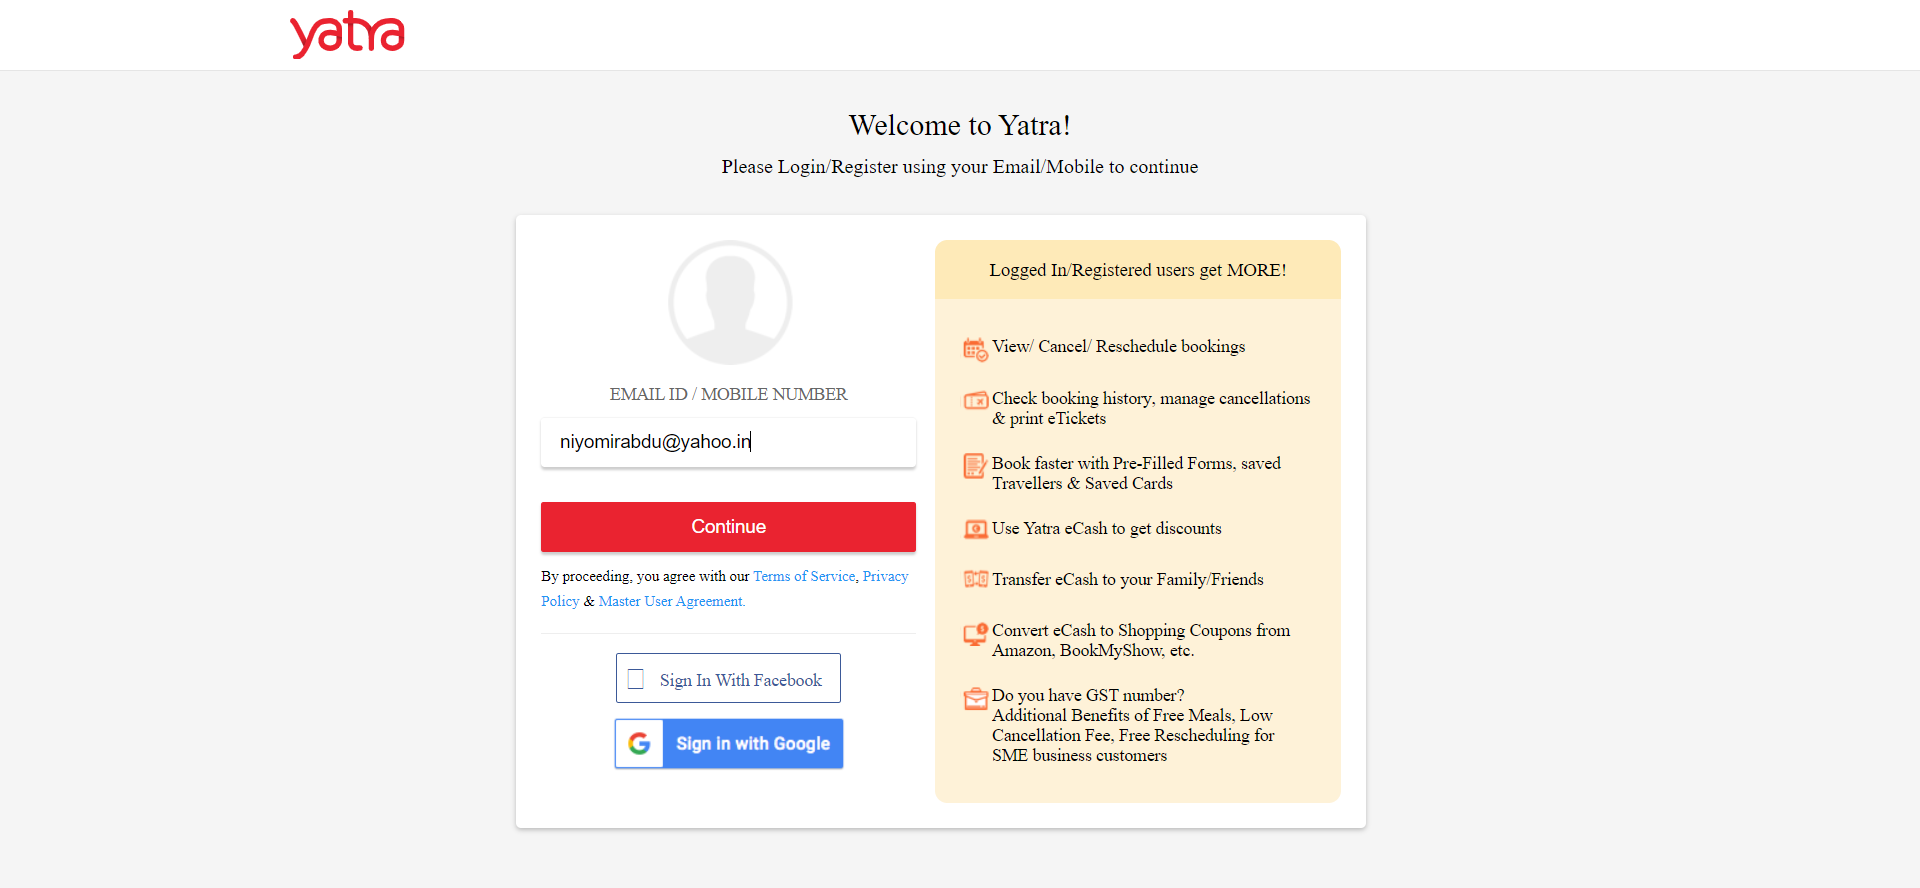 yatra
Welcome to Yatra!
Please Login/Register using your Email/Mobile to continue
EMAIL ID / MOBILE NUMBER
niyomirabdu@yahoo.in
Continue
By proceeding, you agree with our Terms of Service, Privacy
Policy & Master User Agreement.
Sign In With Facebook
G Sign in with Google
Logged In/Registered users get MORE!
View/ Cancel/ Reschedule bookings
Check booking history, manage cancellations
& print eTickets
Book faster with Pre-Filled Forms, saved
Travellers & Saved Cards
Use Yatra eCash to get discounts
Transfer eCash to your Family/Friends
Convert eCash to Shopping Coupons from
Amazon, BookMyShow, etc.
Do you have GST number?
Additional Benefits of Free Meals, Low
Cancellation Fee, Free Rescheduling for
SME business customers